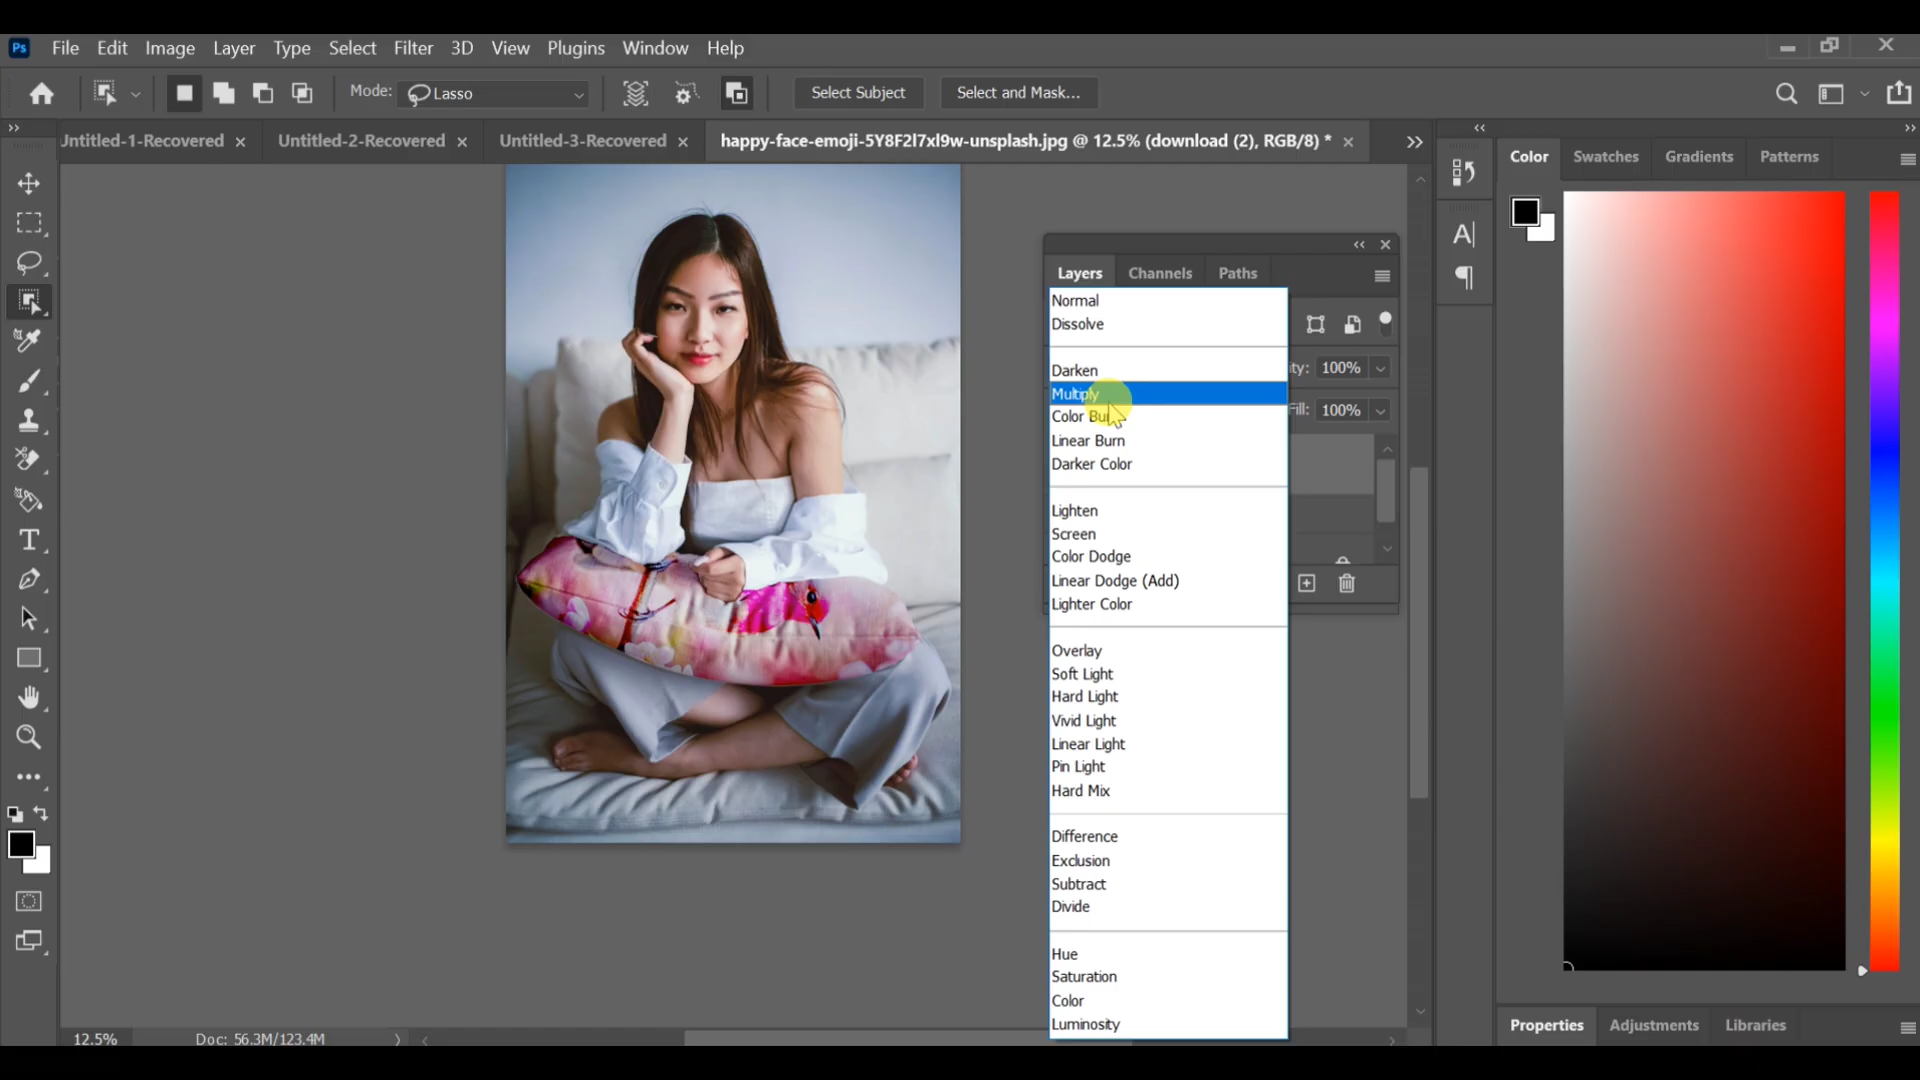 Ps File Edit Image Layer Type Select Filter 3D View Plugins Window Help
Mode: Lasso Select Subject Select and Mask...
Untitled-1-Recovered × Untitled-2-Recovered × Untitled-3-Recovered × happy-face-emoji-5Y8F2l7xl9w-unsplash.jpg @ 12.5% (download (2), RGB/8) * ×
Color Swatches Gradients Patterns
Layers Channels Paths
Normal
Dissolve
Darken
ity: 100%
Multiply
Fill: 100%
Color Bu
Linear Burn
Darker Color
Lighten
Screen
Color Dodge
Linear Dodge (Add)
Lighter Color
Overlay
Soft Light
Hard Light
Vivid Light
Linear Light
Pin Light
Hard Mix
Difference
Exclusion
Subtract
Divide
Hue
Saturation
Color
Luminosity
12.5% Doc: 56.3M/123.4M
Properties Adjustments Libraries